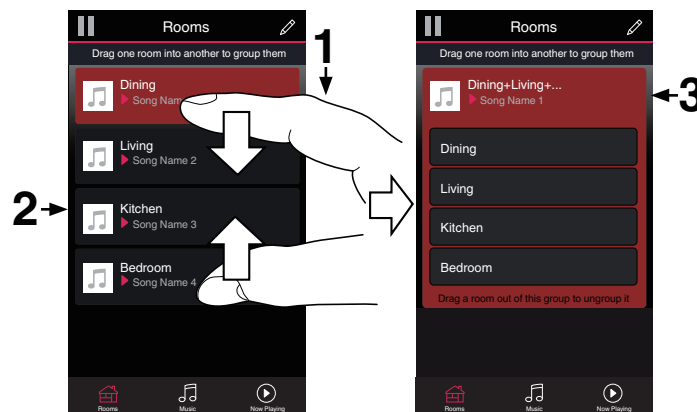 Rooms
Drag one room into another to group them
1
Dining
Song Na
Living
Song Name 2
2
Kitchen
Song Name 3
Bedroom
Song Name 4
Rooms
Music
Now Playing
Rooms
Drag one room into another to group them
Dining+Living+...
Song Name 1
3
Dining
Living
Kitchen
Bedroom
Drag a room out of this group to ungroup it
Rooms
Music
Now Playing